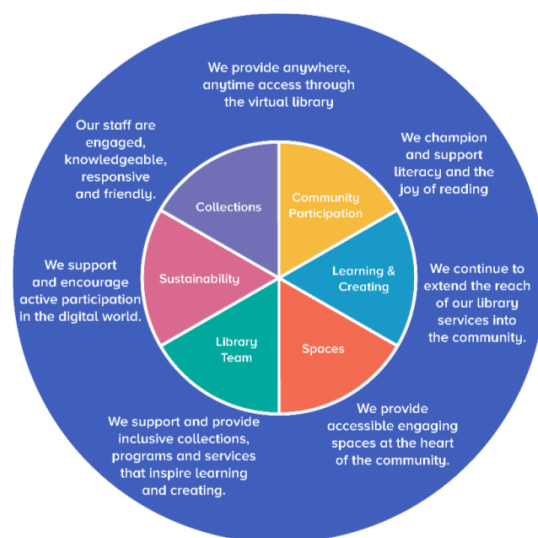 We provide anywhere,
anytime access through
the virtual library
We champion
and support
literacy and the
joy of reading
We continue to
extend the reach
of our library
services into
the community.
We provide
accessible engaging
spaces at the heart
of the community.
We support and provide
inclusive collections,
programs and services
that inspire learning
and creating.
We support
and encourage
active participation
in the digital world.
Our staff are
engaged,
knowledgeable,
responsive
and friendly.
Collections
Community
Participation
Learning &
Creating
Spaces
Library
Team
Sustainability